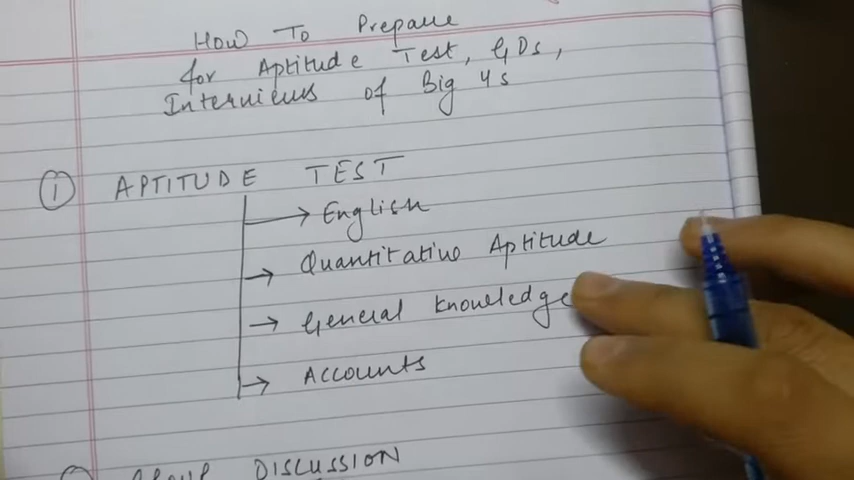 How To Prepare
for Aptitude Test, GDs,
Interviews of Big 4s
① APTITUDE TEST
→ English
→ Quantitative Aptitude
→ General Knowledge
→ Accounts
GROUP DISCUSSION